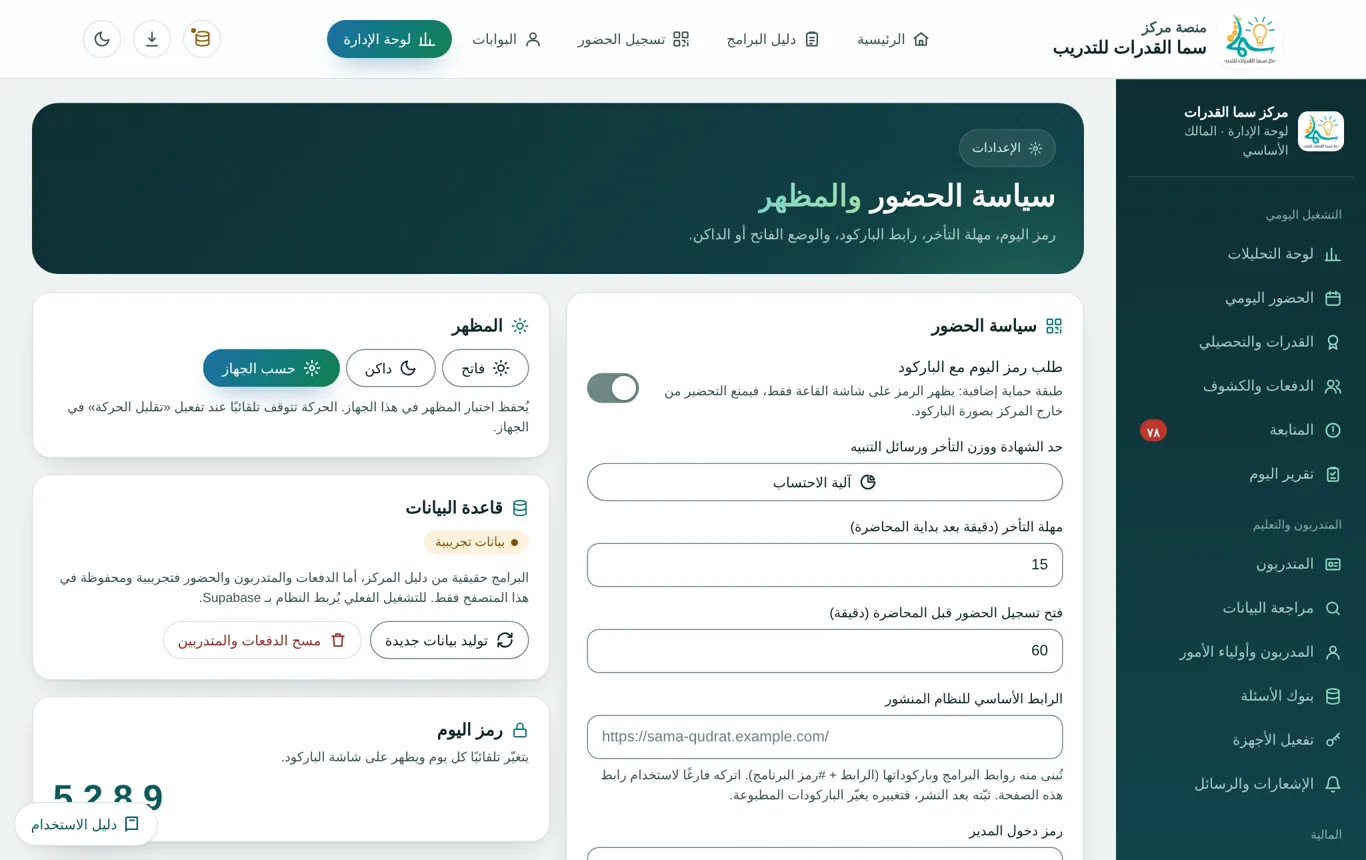 منصة مركز
سما القدرات للتدريب
الرئيسية
دليل البرامج
تسجيل الحضور
البوابات
لوحة الإدارة
مركز سما القدرات
لوحة الإدارة · المالك
الأساسي
التشغيل اليومي
لوحة التحليلات
الحضور اليومي
القدرات والتحصيلي
الدفعات والكشوف
المتابعة
٧٨
تقرير اليوم
المتدربون والتعليم
المتدربون
مراجعة البيانات
المدربون وأولياء الأمور
بنوك الأسئلة
تفعيل الأجهزة
الإشعارات والرسائل
المالية
الإعدادات
سياسة الحضور والمظهر
رمز اليوم، مهلة التأخر، رابط الباركود، والوضع الفاتح أو الداكن.
سياسة الحضور
طلب رمز اليوم مع الباركود
طبقة حماية إضافية: يظهر الرمز على شاشة القاعة فقط، فيمنع التحضير من
خارج المركز بصورة الباركود.
حد الشهادة ووزن التأخر ورسائل التنبيه
آلية الاحتساب
مهلة التأخر (دقيقة بعد بداية المحاضرة)
15
فتح تسجيل الحضور قبل المحاضرة (دقيقة)
60
الرابط الأساسي للنظام المنشور
https://sama-qudrat.example.com/
تُبنى منه روابط البرامج وباركوداتها (الرابط + #رمز البرنامج). اتركه فارغًا لاستخدام رابط
هذه الصفحة. ثبّته بعد النشر، فتغييره يغيّر الباركودات المطبوعة.
رمز دخول المدير
المظهر
فاتح
داكن
حسب الجهاز
يُحفظ اختيار المظهر في هذا الجهاز. الحركة تتوقف تلقائيًا عند تفعيل «تقليل الحركة» في
الجهاز.
قاعدة البيانات
بيانات تجريبية
البرامج حقيقية من دليل المركز، أما الدفعات والمتدربون والحضور فتجريبية ومحفوظة في
هذا المتصفح فقط. للتشغيل الفعلي يُربط النظام بـ Supabase.
توليد بيانات جديدة
مسح الدفعات والمتدربين
رمز اليوم
يتغيّر تلقائيًا كل يوم ويظهر على شاشة الباركود.
5289
دليل الاستخدام